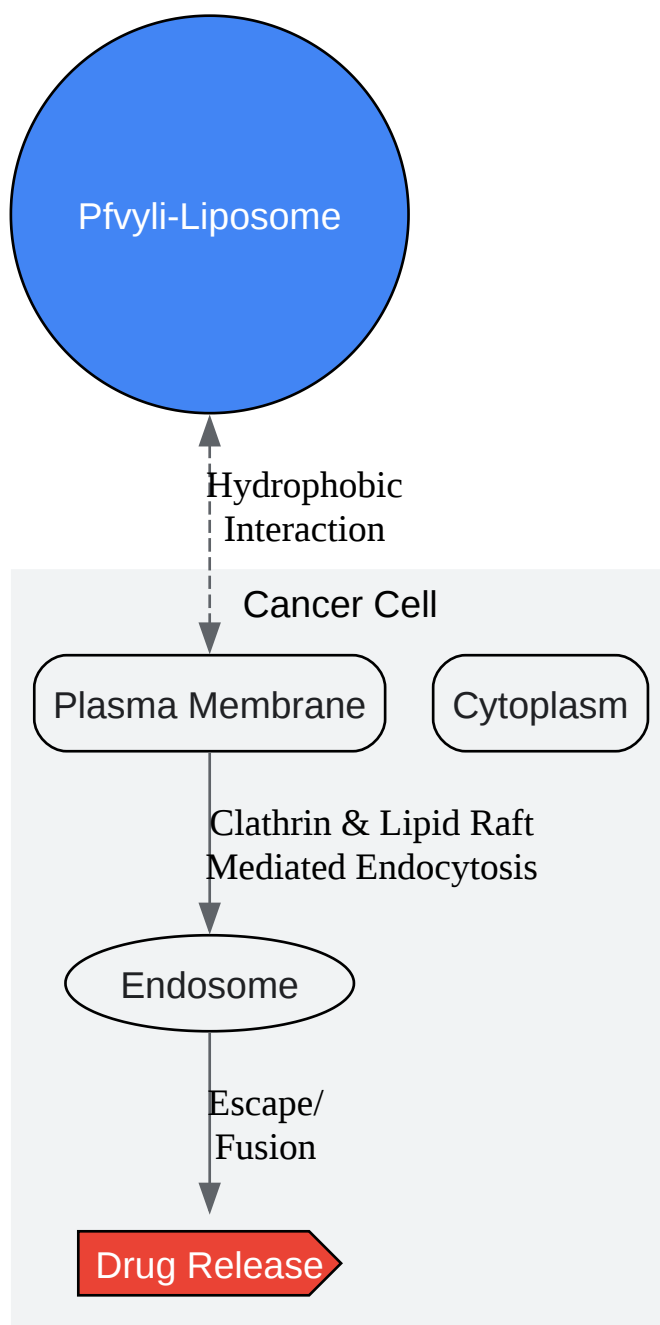 Pfvyli-Liposome
Hydrophobic
Interaction
Cancer Cell
Plasma Membrane
Cytoplasm
Clathrin & Lipid Raft
Mediated Endocytosis
Endosome
Escape/
Fusion
Drug Release